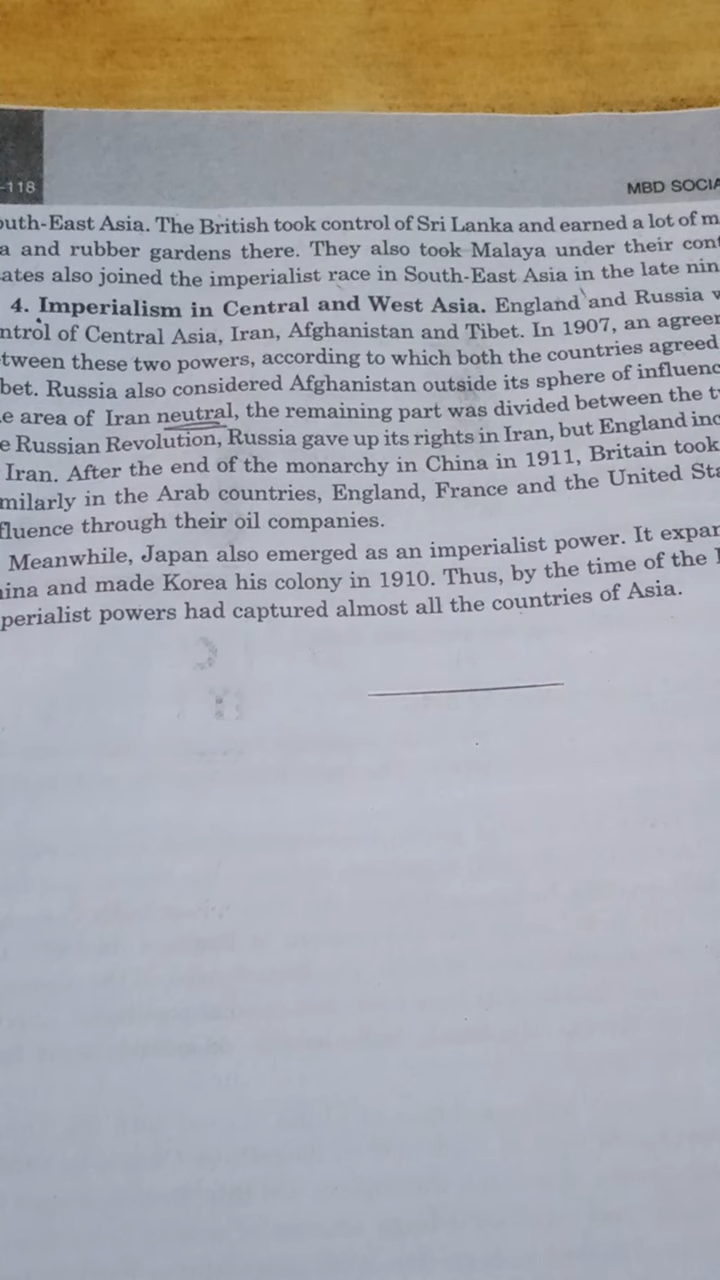 -118
MBD SOCIA
outh-East Asia. The British took control of Sri Lanka and earned a lot of m
a and rubber gardens there. They also took Malaya under their cont
ates also joined the imperialist race in South-East Asia in the late nin
4. Imperialism in Central and West Asia. England and Russia w
ntrol of Central Asia, Iran, Afghanistan and Tibet. In 1907, an agreer
tween these two powers, according to which both the countries agreed
bet. Russia also considered Afghanistan outside its sphere of influenc
e area of Iran neutral, the remaining part was divided between the t
e Russian Revolution, Russia gave up its rights in Iran, but England inc
Iran. After the end of the monarchy in China in 1911, Britain took
milarly in the Arab countries, England, France and the United Sta
fluence through their oil companies.
Meanwhile, Japan also emerged as an imperialist power. It expan
ina and made Korea his colony in 1910. Thus, by the time of the
perialist powers had captured almost all the countries of Asia.